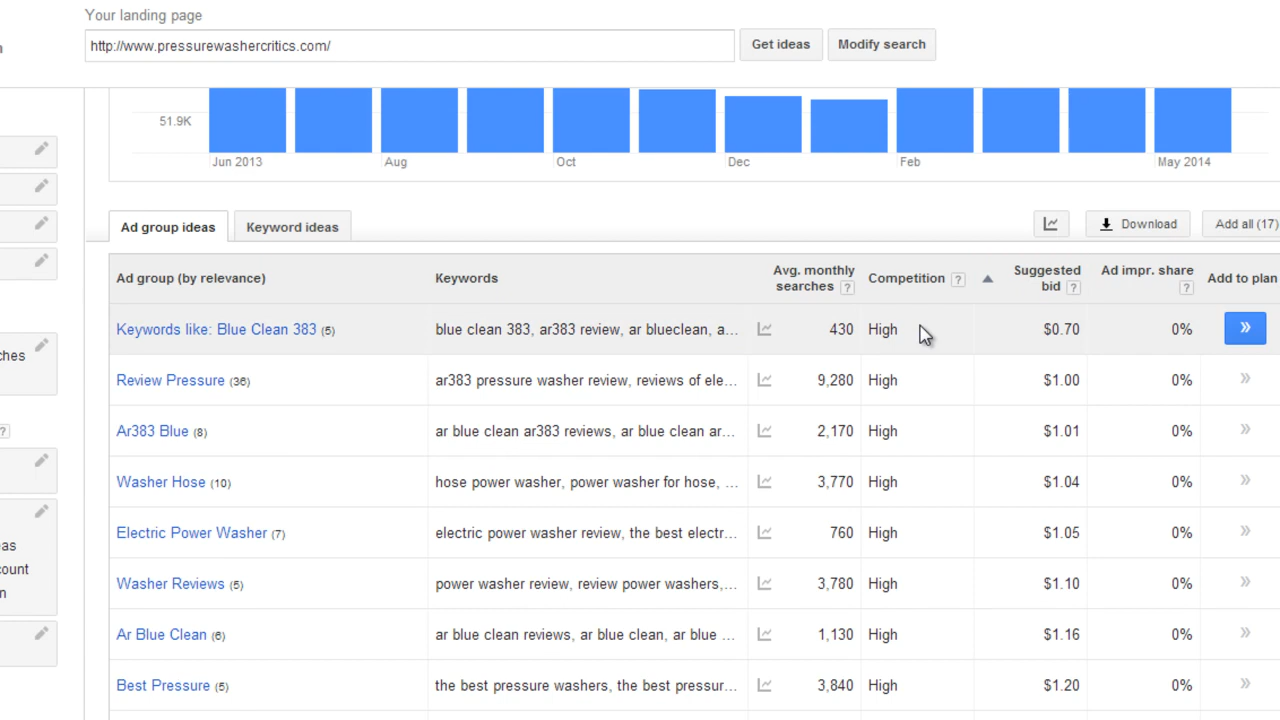 Your landing page
n
http://www.pressurewashercritics.com/
Get ideas
Modify search
51.9K
Jun 2013
Aug
Oct
Dec
Feb
May 2014
Ad group ideas
Keyword ideas
Download
Add all (17)
Ad group (by relevance)
Keywords
Avg. monthly
searches ?
Competition ?
Suggested
bid ?
Ad impr. share
?
Add to plan
Keywords like: Blue Clean 383 (5)
blue clean 383, ar383 review, ar blueclean, a...
430
High
$0.70
0%
»
ches
Review Pressure (36)
ar383 pressure washer review, reviews of ele...
9,280
High
$1.00
0%
»
?
Ar383 Blue (8)
ar blue clean ar383 reviews, ar blue clean ar...
2,170
High
$1.01
0%
»
Washer Hose (10)
hose power washer, power washer for hose, ...
3,770
High
$1.04
0%
»
Electric Power Washer (7)
electric power washer review, the best electr...
760
High
$1.05
0%
»
as
count
n
Washer Reviews (5)
power washer review, review power washers,...
3,780
High
$1.10
0%
»
Ar Blue Clean (6)
ar blue clean reviews, ar blue clean, ar blue ...
1,130
High
$1.16
0%
»
Best Pressure (5)
the best pressure washers, the best pressur...
3,840
High
$1.20
0%
»